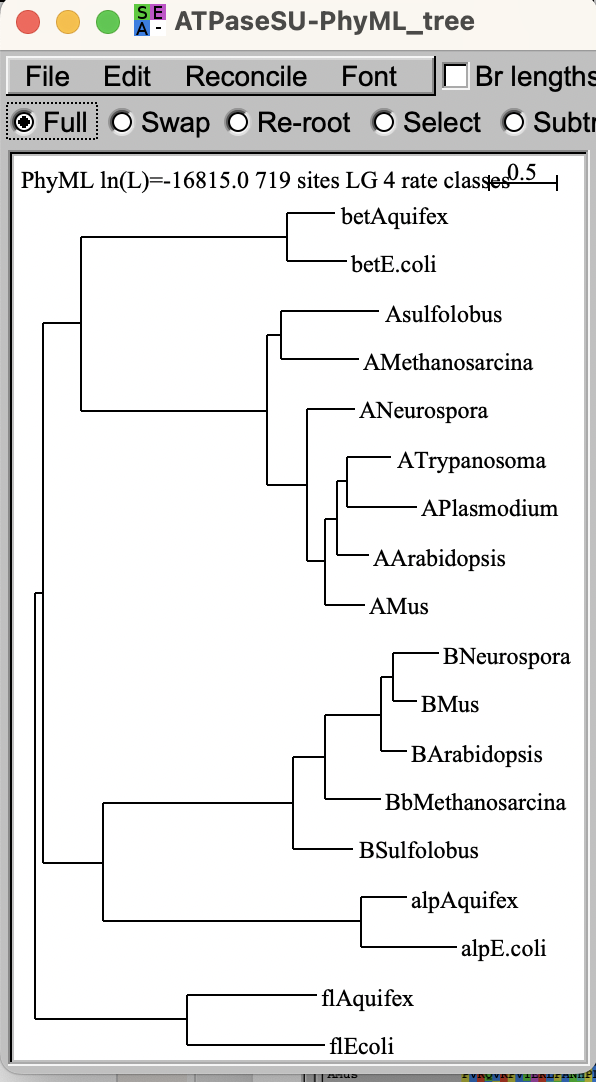 SE
A-
ATPaseSU-PhyML_tree
File Edit Reconcile Font Br lengths
Full Swap Re-root Select Subtr
PhyML ln(L)=-16815.0 719 sites LG 4 rate classes 0.5
betAquifex
betE.coli
Asulfolobus
AMethanosarcina
ANeurospora
ATrypanosoma
APlasmodium
AArabidopsis
AMus
BNeurospora
BMus
BArabidopsis
BbMethanosarcina
BSulfolobus
alpAquifex
alpE.coli
flAquifex
flEcoli